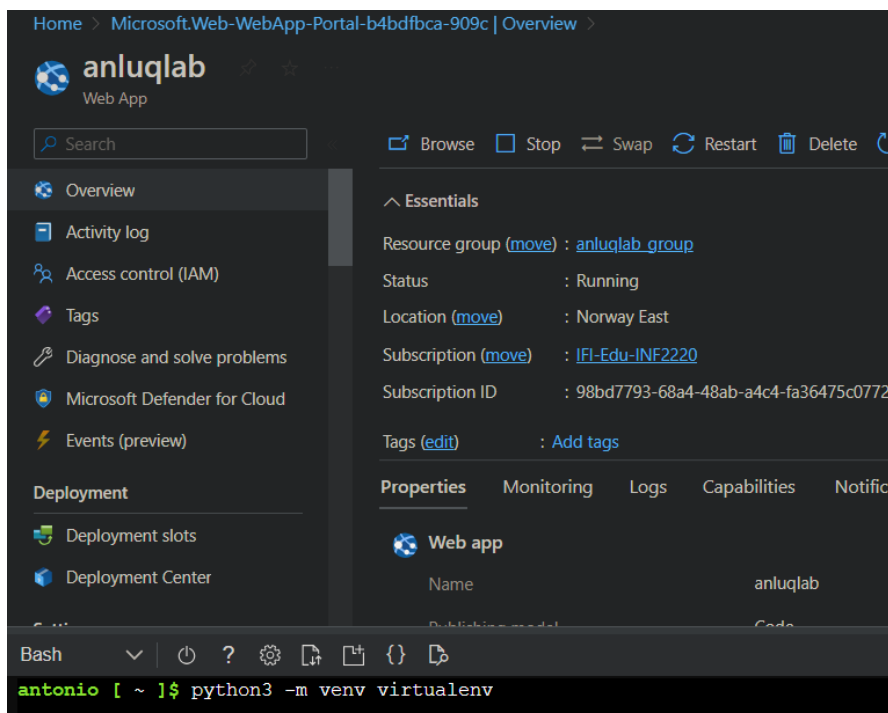 Home > Microsoft.Web-WebApp-Portal-b4bdfbca-909c | Overview >
anluqlab
Web App
Search
Overview
Activity log
Access control (IAM)
Tags
Diagnose and solve problems
Microsoft Defender for Cloud
Events (preview)
Deployment
Deployment slots
Deployment Center
Browse Stop Swap Restart Delete
Essentials
Resource group (move) : anluqlab_group
Status : Running
Location (move) : Norway East
Subscription (move) : IFI-Edu-INF2220
Subscription ID : 98bd7793-68a4-48ab-a4c4-fa36475c0772
Tags (edit) : Add tags
Properties Monitoring Logs Capabilities Notific
Web app
Name anluqlab
Publishing model Code
Bash
antonio [ ~ ]$ python3 -m venv virtualenv